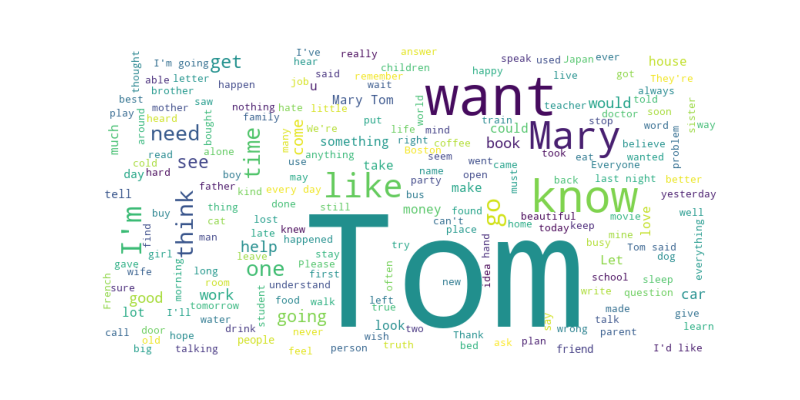 thought
I'm going
get
I've
hear
really
answer
children
speak
used
Japan
ever
house
able
letter
brother
happen
said
u
job
remember
wait
happy
live
got
They're
best
play
mother
saw
nothing
hate
little
Mary Tom
world
want
teacher
would
told
always
doctor
soon
sister
much
around
heard
need
bought
family
many
come
We're
put
life
mind
train
could
Mary
stop
word
way
believe
problem
time
something
right
coffee
Boston
book
read
alone
see
use
anything
seem
went
came
took
eat
Everyone
wanted
cold
day
hard
boy
may
take
name
open
must
back
last night
better
father
kind
every day
like
party
bus
make
know
yesterday
tell
thing
done
still
money
found
go
beautiful
movie
love
well
I'm
find
buy
think
cat
lost
knew
Tom
can't
place
home
today
keep
mine
everything
girl
man
late
help
happened
try
idea
hand
busy
Tom said
dog
gave
wife
leave
stay
Please
Let
French
sure
long
morning
room
one
first
often
new
school
sleep
understand
true
write
question
car
good
work
student
food
walk
left
lot
I'll
tomorrow
water
going
look
two
say
wrong
made
talk
give
learn
call
door
old
hope
drink
people
never
wish
truth
Thank
bed
ask
plan
parent
friend
big
talking
feel
person
I'd like